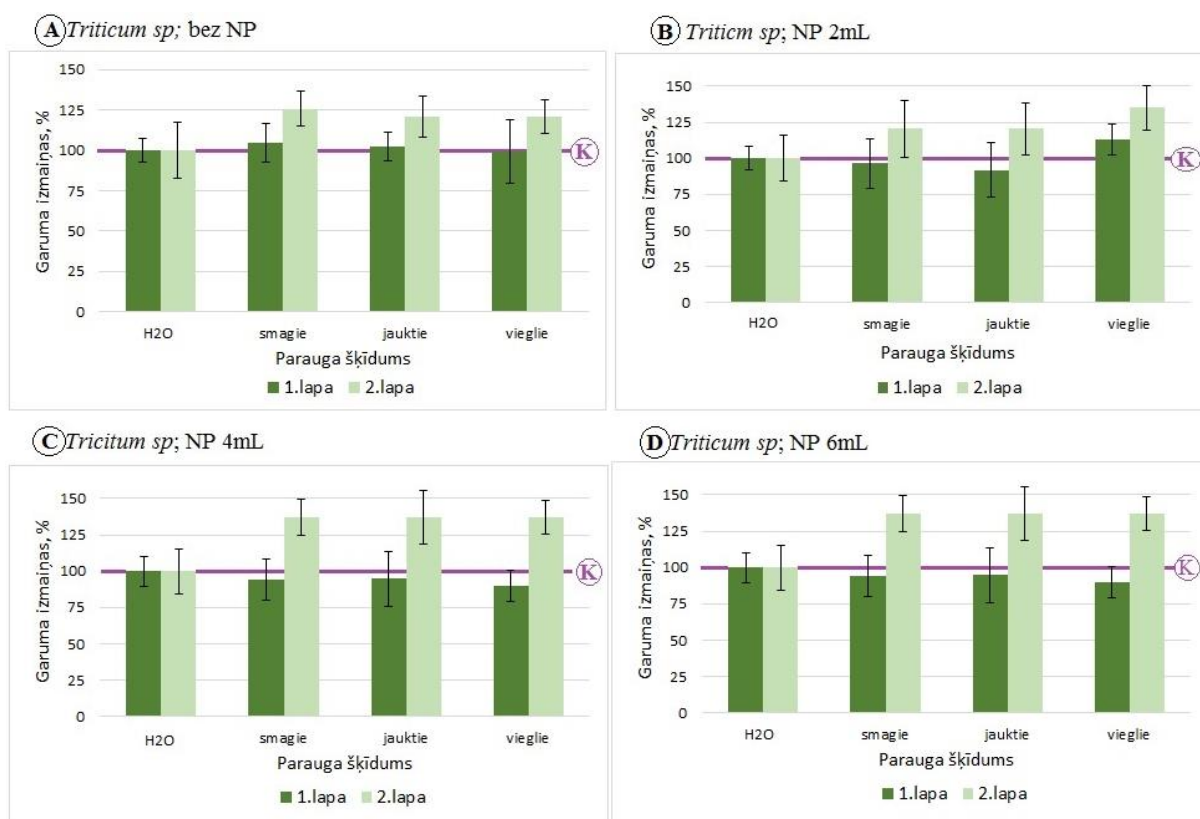 A Triticum sp; bez NP
150
125
100
75
50
25
0
Garuma izmaiņas, %
K
H2O smagie jauktie vieglie
Parauga šķīdums
1.lapa 2.lapa
B Triticm sp; NP 2mL
150
125
100
75
50
25
0
Garuma izmaiņas, %
K
H2O smagie jauktie vieglie
Parauga šķīdums
1.lapa 2.lapa
C Tricitum sp; NP 4mL
150
125
100
75
50
25
0
Garuma izmaiņas, %
K
H2O smagie jauktie vieglie
Parauga šķīdums
1.lapa 2.lapa
D Triticum sp; NP 6mL
150
125
100
75
50
25
0
Garuma izmaiņas, %
K
H2O smagie jauktie vieglie
Parauga šķīdums
1.lapa 2.lapa